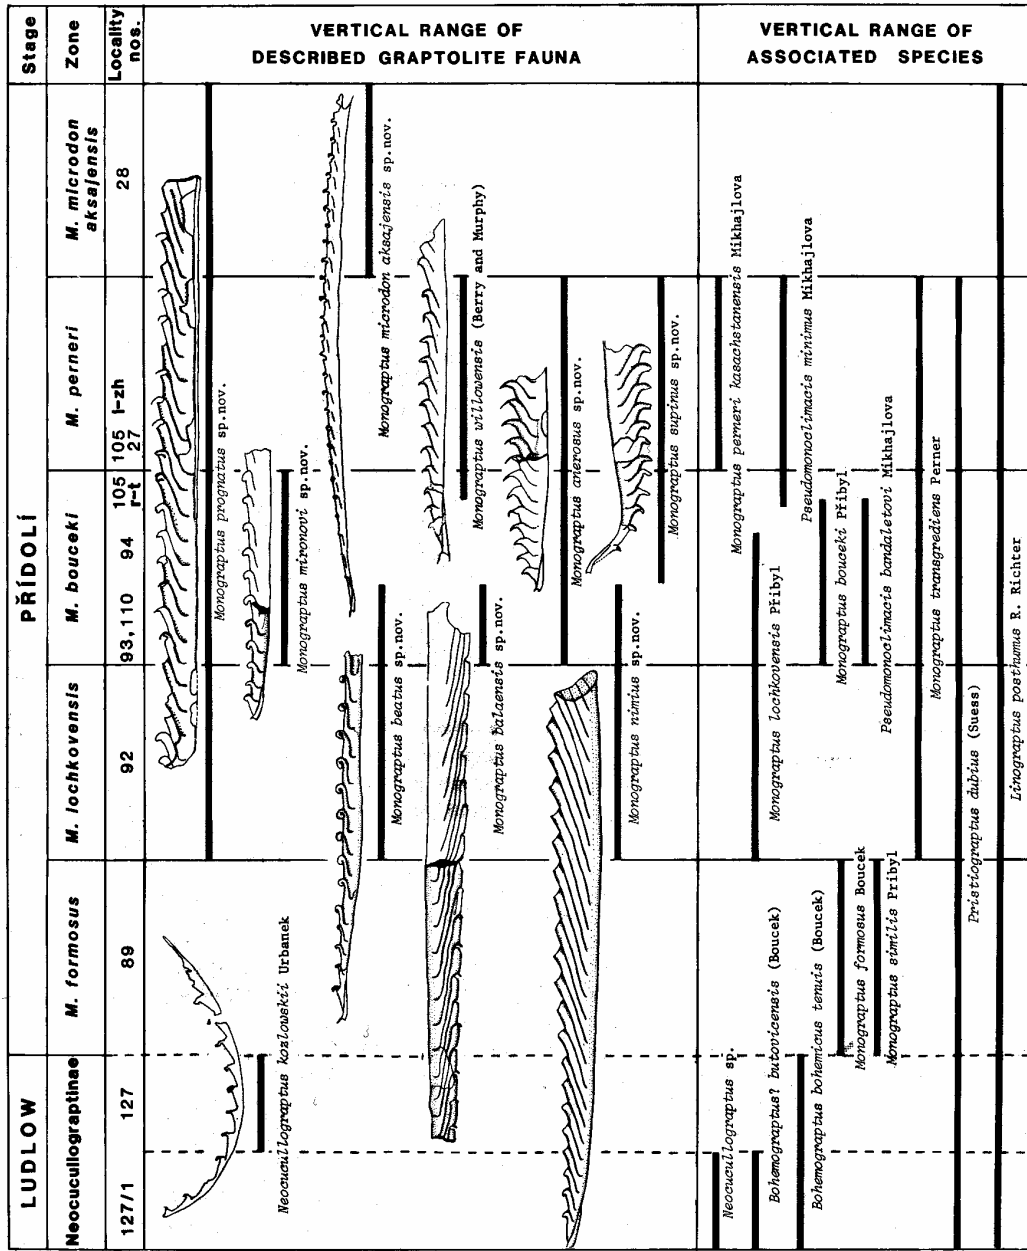 Stage
Zone
Locality
nos.
VERTICAL RANGE OF
DESCRIBED GRAPTOLITE FAUNA
VERTICAL RANGE OF
ASSOCIATED SPECIES
PŘÍDOLÍ
LUDLOW
M. microdon
aksajensis
M. perneri
M. bouceki
M. lochkovensis
M. formosus
Neocucullograptinae
28
105 l-zh
27
105
r-t
94
93,110
92
89
127
127/1
Monograptus prognatus sp.nov.
Neocucullograptus kozlowskii Urbanek
Monograptus mironovi sp.nov.
Monograptus microdon aksajensis sp.nov.
Monograptus beatus sp.nov.
Monograptus willowensis (Berry and Murphy)
Monograptus balaensis sp.nov.
Monograptus anerosus sp.nov.
Monograptus nimius sp.nov.
Monograptus supinus sp.nov.
Neocucullograptus sp.
Monograptus perneri kasachstanensis Mikhajlova
Monograptus lochkovensis Přibyl
Bohemograptus? butovicensis (Boucek)
Pseudomonoclimacis minimus Mikhajlova
Bohemograptus bohemicus tenuis (Boucek)
Monograptus bouceki Přibyl
Monograptus formosus Boucek
Pseudomonoclimacis bandaletovi Mikhajlova
Monograptus similis Pribyl
Monograptus transgrediens Perner
Pristiograptus dubius (Suess)
Linograptus posthumus R. Richter